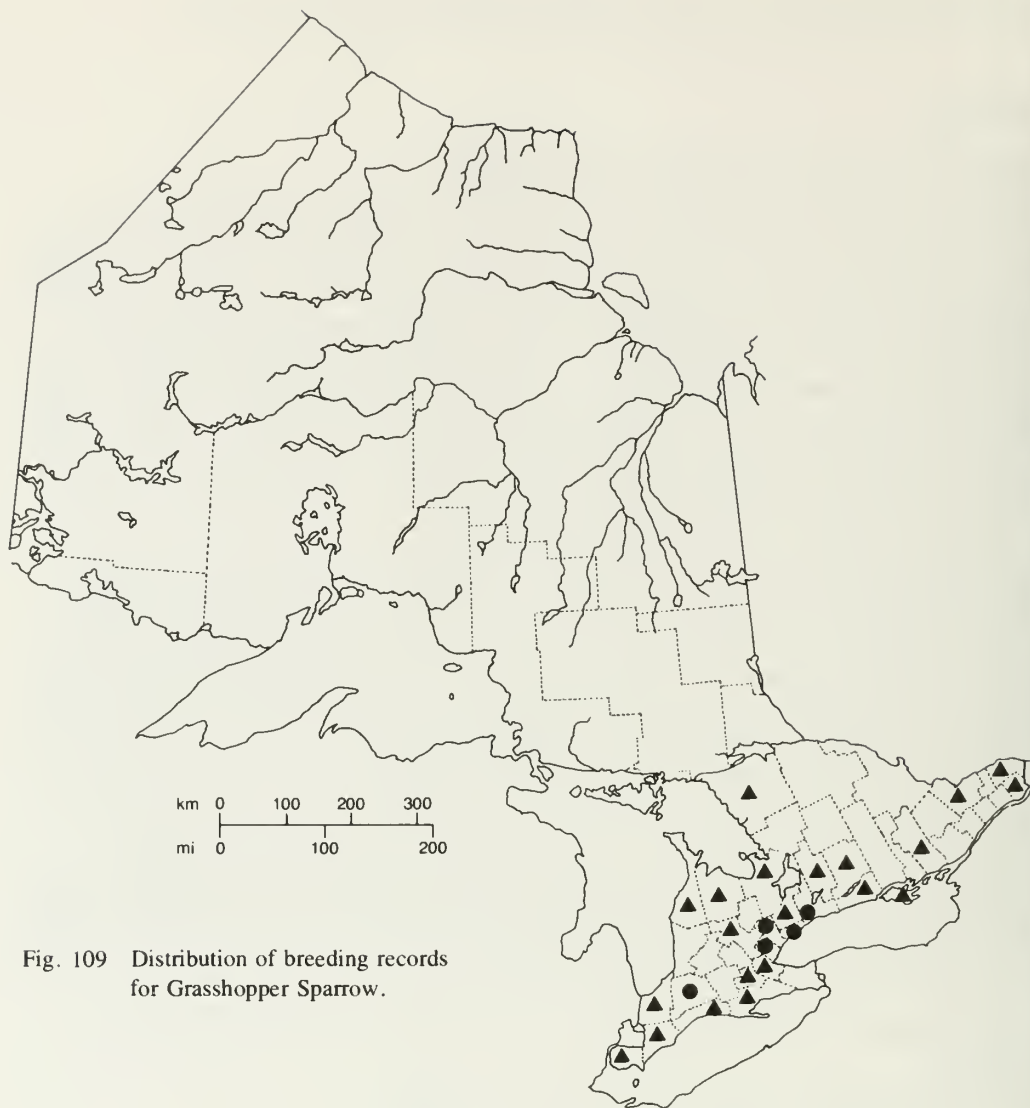 km 0 100 200 300
mi 0 100 200
Fig. 109 Distribution of breeding records
for Grasshopper Sparrow.